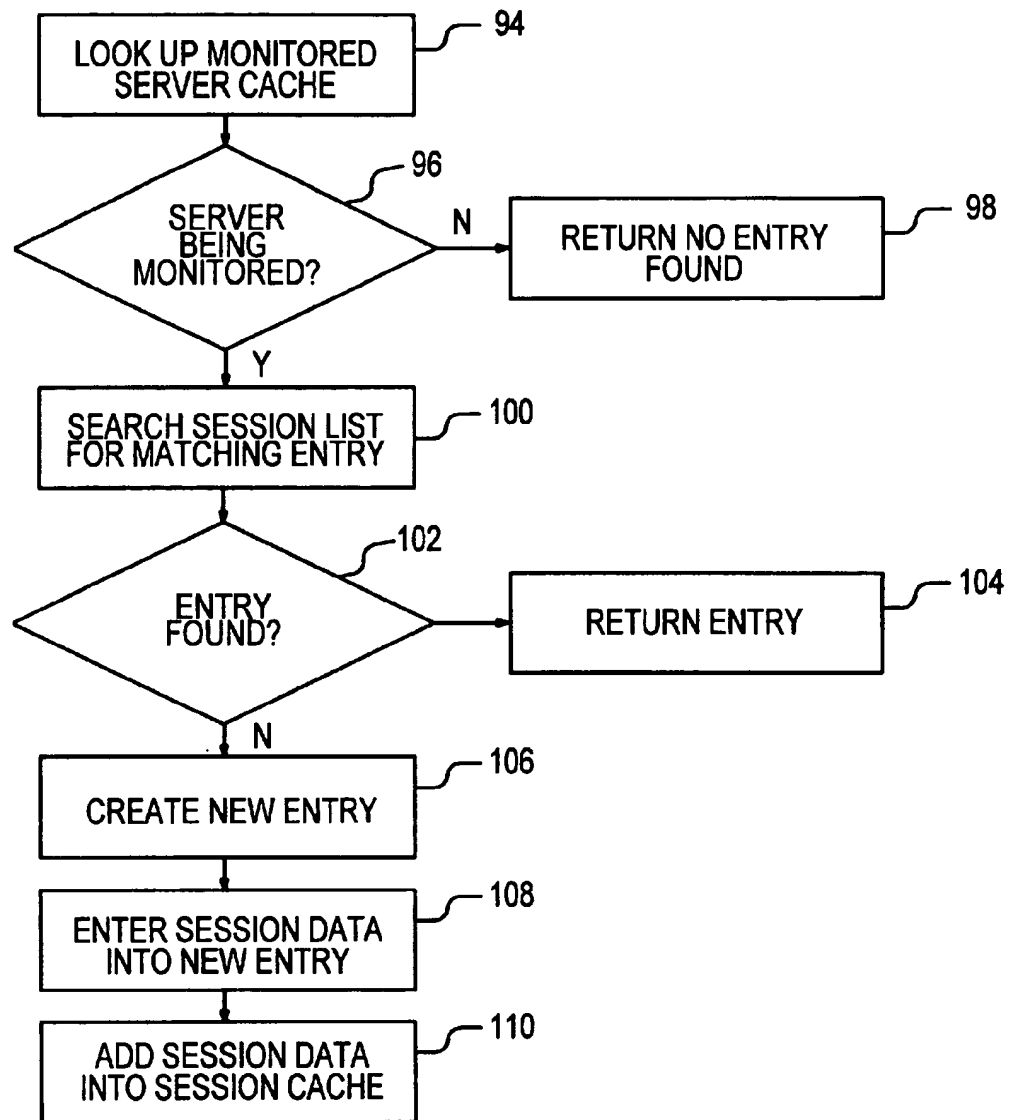 LOOK UP MONITORED
SERVER CACHE
94
SERVER
BEING
MONITORED?
96
N
RETURN NO ENTRY
FOUND
98
Y
SEARCH SESSION LIST
FOR MATCHING ENTRY
100
ENTRY
FOUND?
102
RETURN ENTRY
104
N
CREATE NEW ENTRY
106
ENTER SESSION DATA
INTO NEW ENTRY
108
ADD SESSION DATA
INTO SESSION CACHE
110